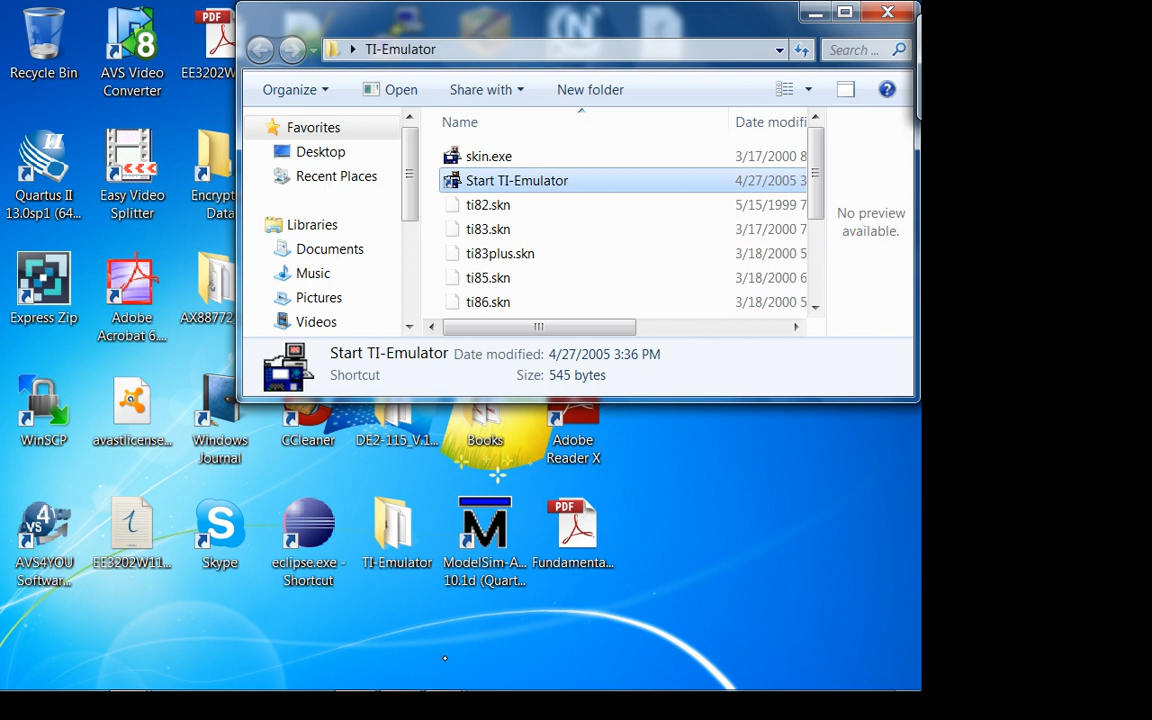 Recycle Bin
AVS Video
Converter
PDF
EE3202W
TI-Emulator
Search ...
Organize
Open
Share with
New folder
Favorites
Desktop
Recent Places
Libraries
Documents
Music
Pictures
Videos
Name
Date modifi
skin.exe
3/17/2000 8
Start TI-Emulator
4/27/2005 3
ti82.skn
5/15/1999 7
ti83.skn
3/17/2000 7
ti83plus.skn
3/18/2000 5
ti85.skn
3/18/2000 6
ti86.skn
3/18/2000 5
No preview
available.
Start TI-Emulator
Date modified: 4/27/2005 3:36 PM
Shortcut
Size: 545 bytes
Quartus II
13.0sp1 (64...
Easy Video
Splitter
Encrypt
Data
Express Zip
Adobe
Acrobat 6....
AX88772
WinSCP
avastlicense...
Windows
Journal
CCleaner
DE2-115_V.1...
Books
Adobe
Reader X
AVS4YOU
Softwar...
EE3202W11...
Skype
eclipse.exe -
Shortcut
TI-Emulator
ModelSim-A...
10.1d (Quart...
PDF
Fundamenta...